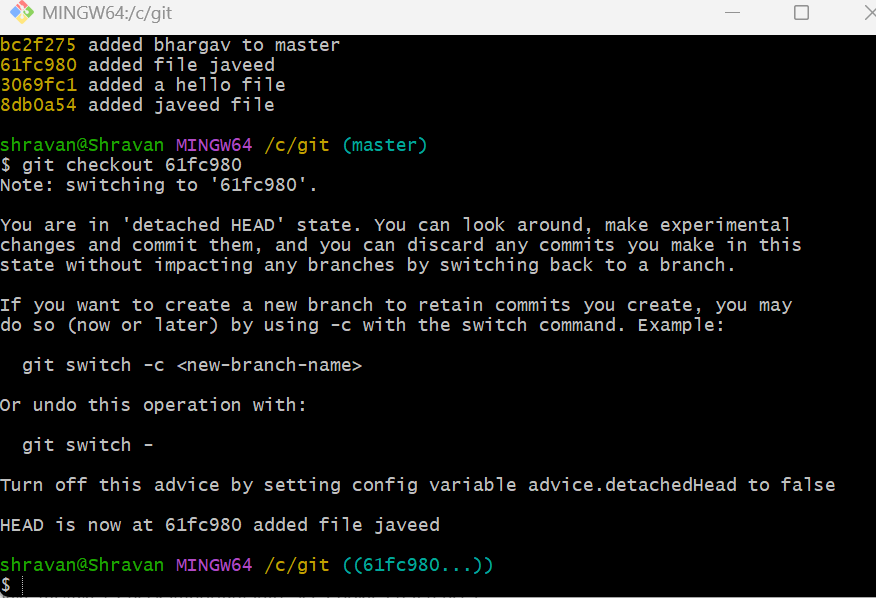 MINGW64:/c/git
bc2f275 added bhargav to master
61fc980 added file javeed
3069fc1 added a hello file
8db0a54 added javeed file
shravan@Shravan MINGW64 /c/git (master)
$ git checkout 61fc980
Note: switching to '61fc980'.
You are in 'detached HEAD' state. You can look around, make experimental
changes and commit them, and you can discard any commits you make in this
state without impacting any branches by switching back to a branch.
If you want to create a new branch to retain commits you create, you may
do so (now or later) by using -c with the switch command. Example:
git switch -c <new-branch-name>
Or undo this operation with:
git switch -
Turn off this advice by setting config variable advice.detachedHead to false
HEAD is now at 61fc980 added file javeed
shravan@Shravan MINGW64 /c/git ((61fc980...))
$